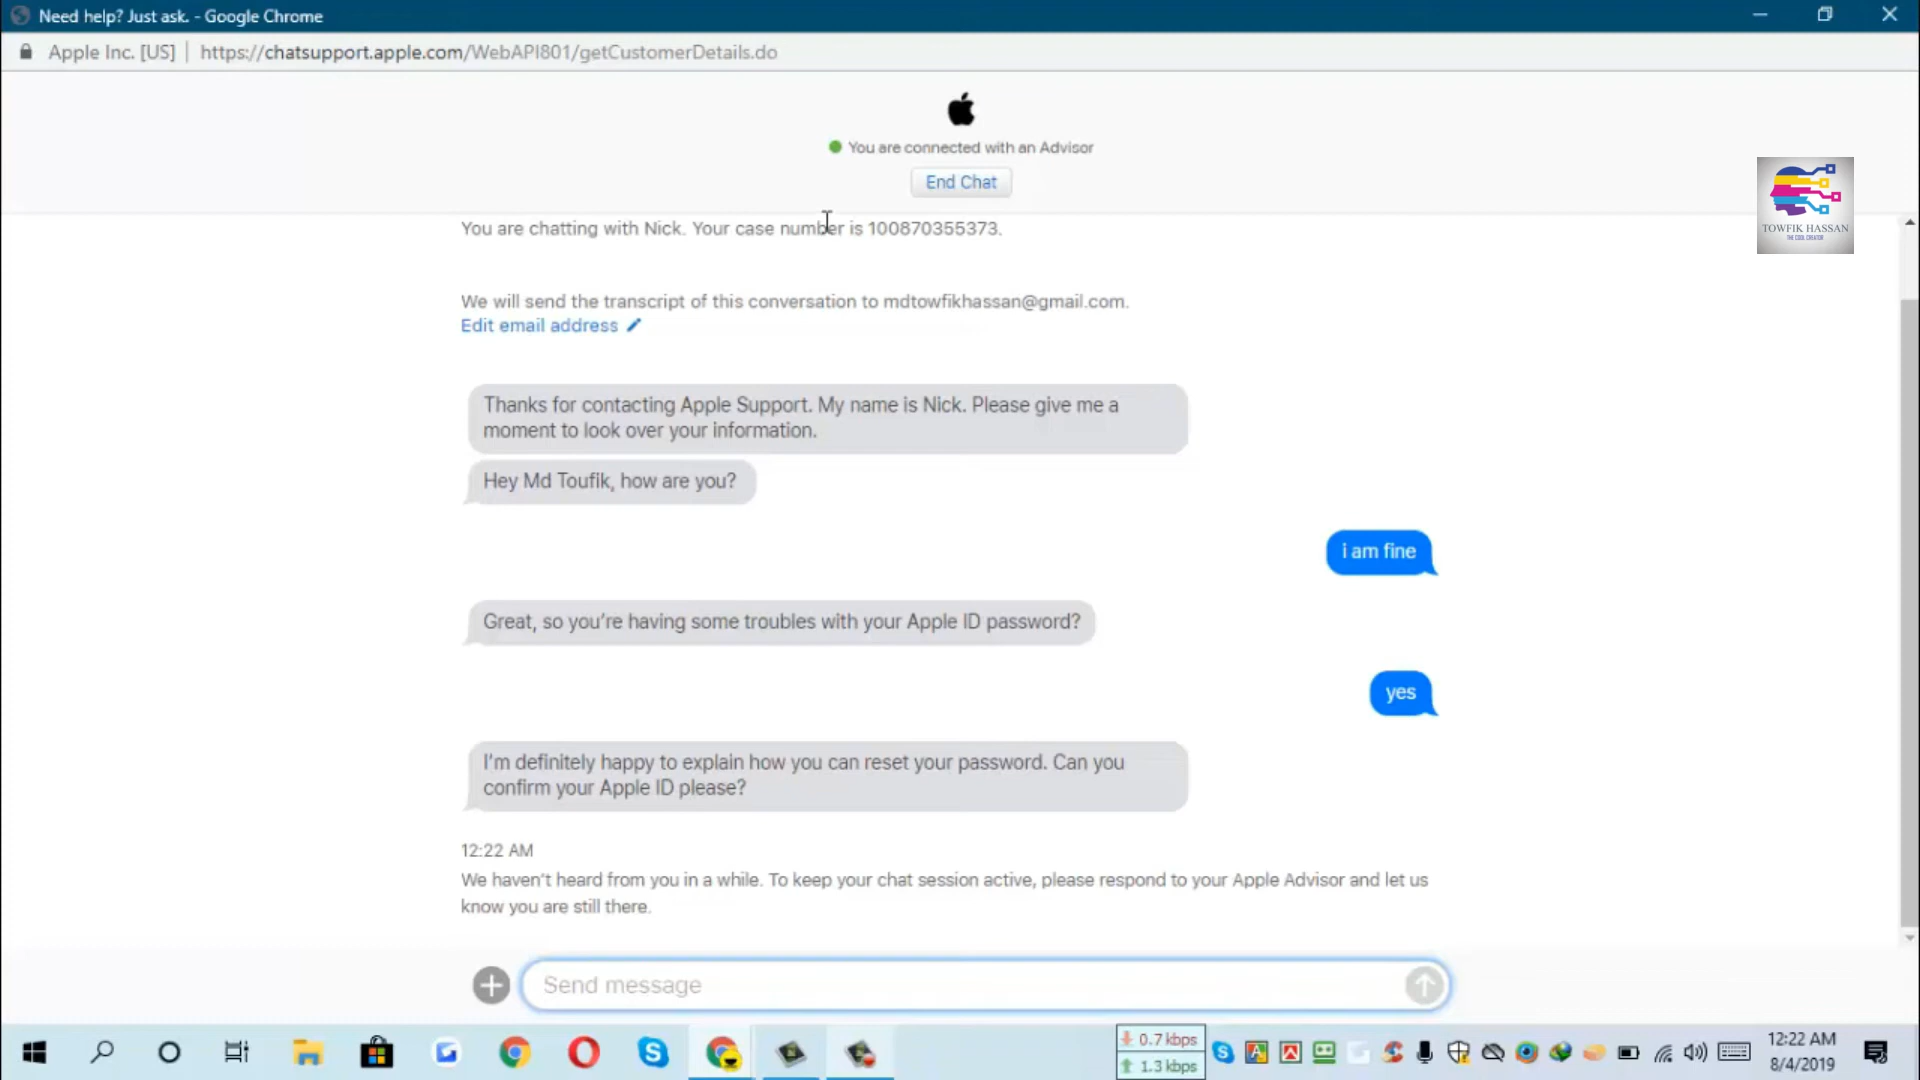 Need help? Just ask. - Google Chrome
Apple Inc. [US] | https://chatsupport.apple.com/WebAPI801/getCustomerDetails.do
You are connected with an Advisor
End Chat
TOWFIK HASSAN
THE COOL CREATOR
You are chatting with Nick. Your case number is 100870355373.
We will send the transcript of this conversation to mdtowfikhassan@gmail.com.
Edit email address
Thanks for contacting Apple Support. My name is Nick. Please give me a
moment to look over your information.
Hey Md Toufik, how are you?
i am fine
Great, so you’re having some troubles with your Apple ID password?
yes
I’m definitely happy to explain how you can reset your password. Can you
confirm your Apple ID please?
12:22 AM
We haven't heard from you in a while. To keep your chat session active, please respond to your Apple Advisor and let us
know you are still there.
Send message
0.7 kbps
1.3 kbps
12:22 AM
8/4/2019